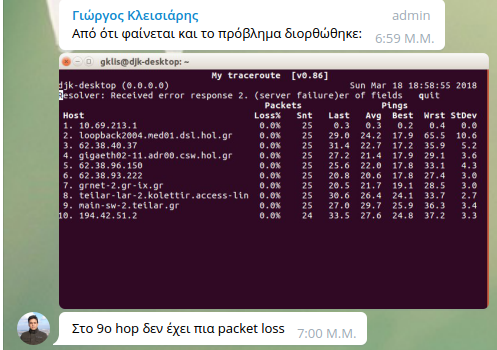 Γιώργος Κλεισιάρης admin
Από ότι φαίνεται και το πρόβλημα διορθώθηκε:
6:59 Μ.Μ.
gklis@djk-desktop: ~
My traceroute [v0.86]
djk-desktop (0.0.0.0) Sun Mar 18 18:58:55 2018
Resolver: Received error response 2. (server failure)er of fields quit
Packets Pings
Host Loss% Snt Last Avg Best Wrst StDev
1. 10.69.213.1 0.0% 25 0.3 0.3 0.2 0.4 0.0
2. loopback2004.med01.dsl.hol.gr 0.0% 25 29.0 24.2 17.9 65.5 10.6
3. 62.38.40.37 0.0% 25 31.4 22.7 17.2 35.9 5.2
4. gigaeth02-11.adr00.csw.hol.gr 0.0% 25 27.2 21.4 17.9 29.1 3.6
5. 62.38.96.150 0.0% 25 25.6 22.0 17.8 33.1 4.3
6. 62.38.93.222 0.0% 25 20.8 20.6 17.8 27.4 3.0
7. grnet-2.gr-ix.gr 0.0% 25 20.5 21.7 19.1 28.5 3.0
8. teilar-lar-2.kolettir.access-lin 0.0% 25 30.6 26.4 24.1 33.7 2.7
9. main-sw-2.teilar.gr 0.0% 25 27.0 29.7 25.9 36.3 3.4
10. 194.42.51.2 0.0% 24 33.5 27.6 24.8 37.2 3.3
Στο 9ο hop δεν έχει πια packet loss
7:00 Μ.Μ.